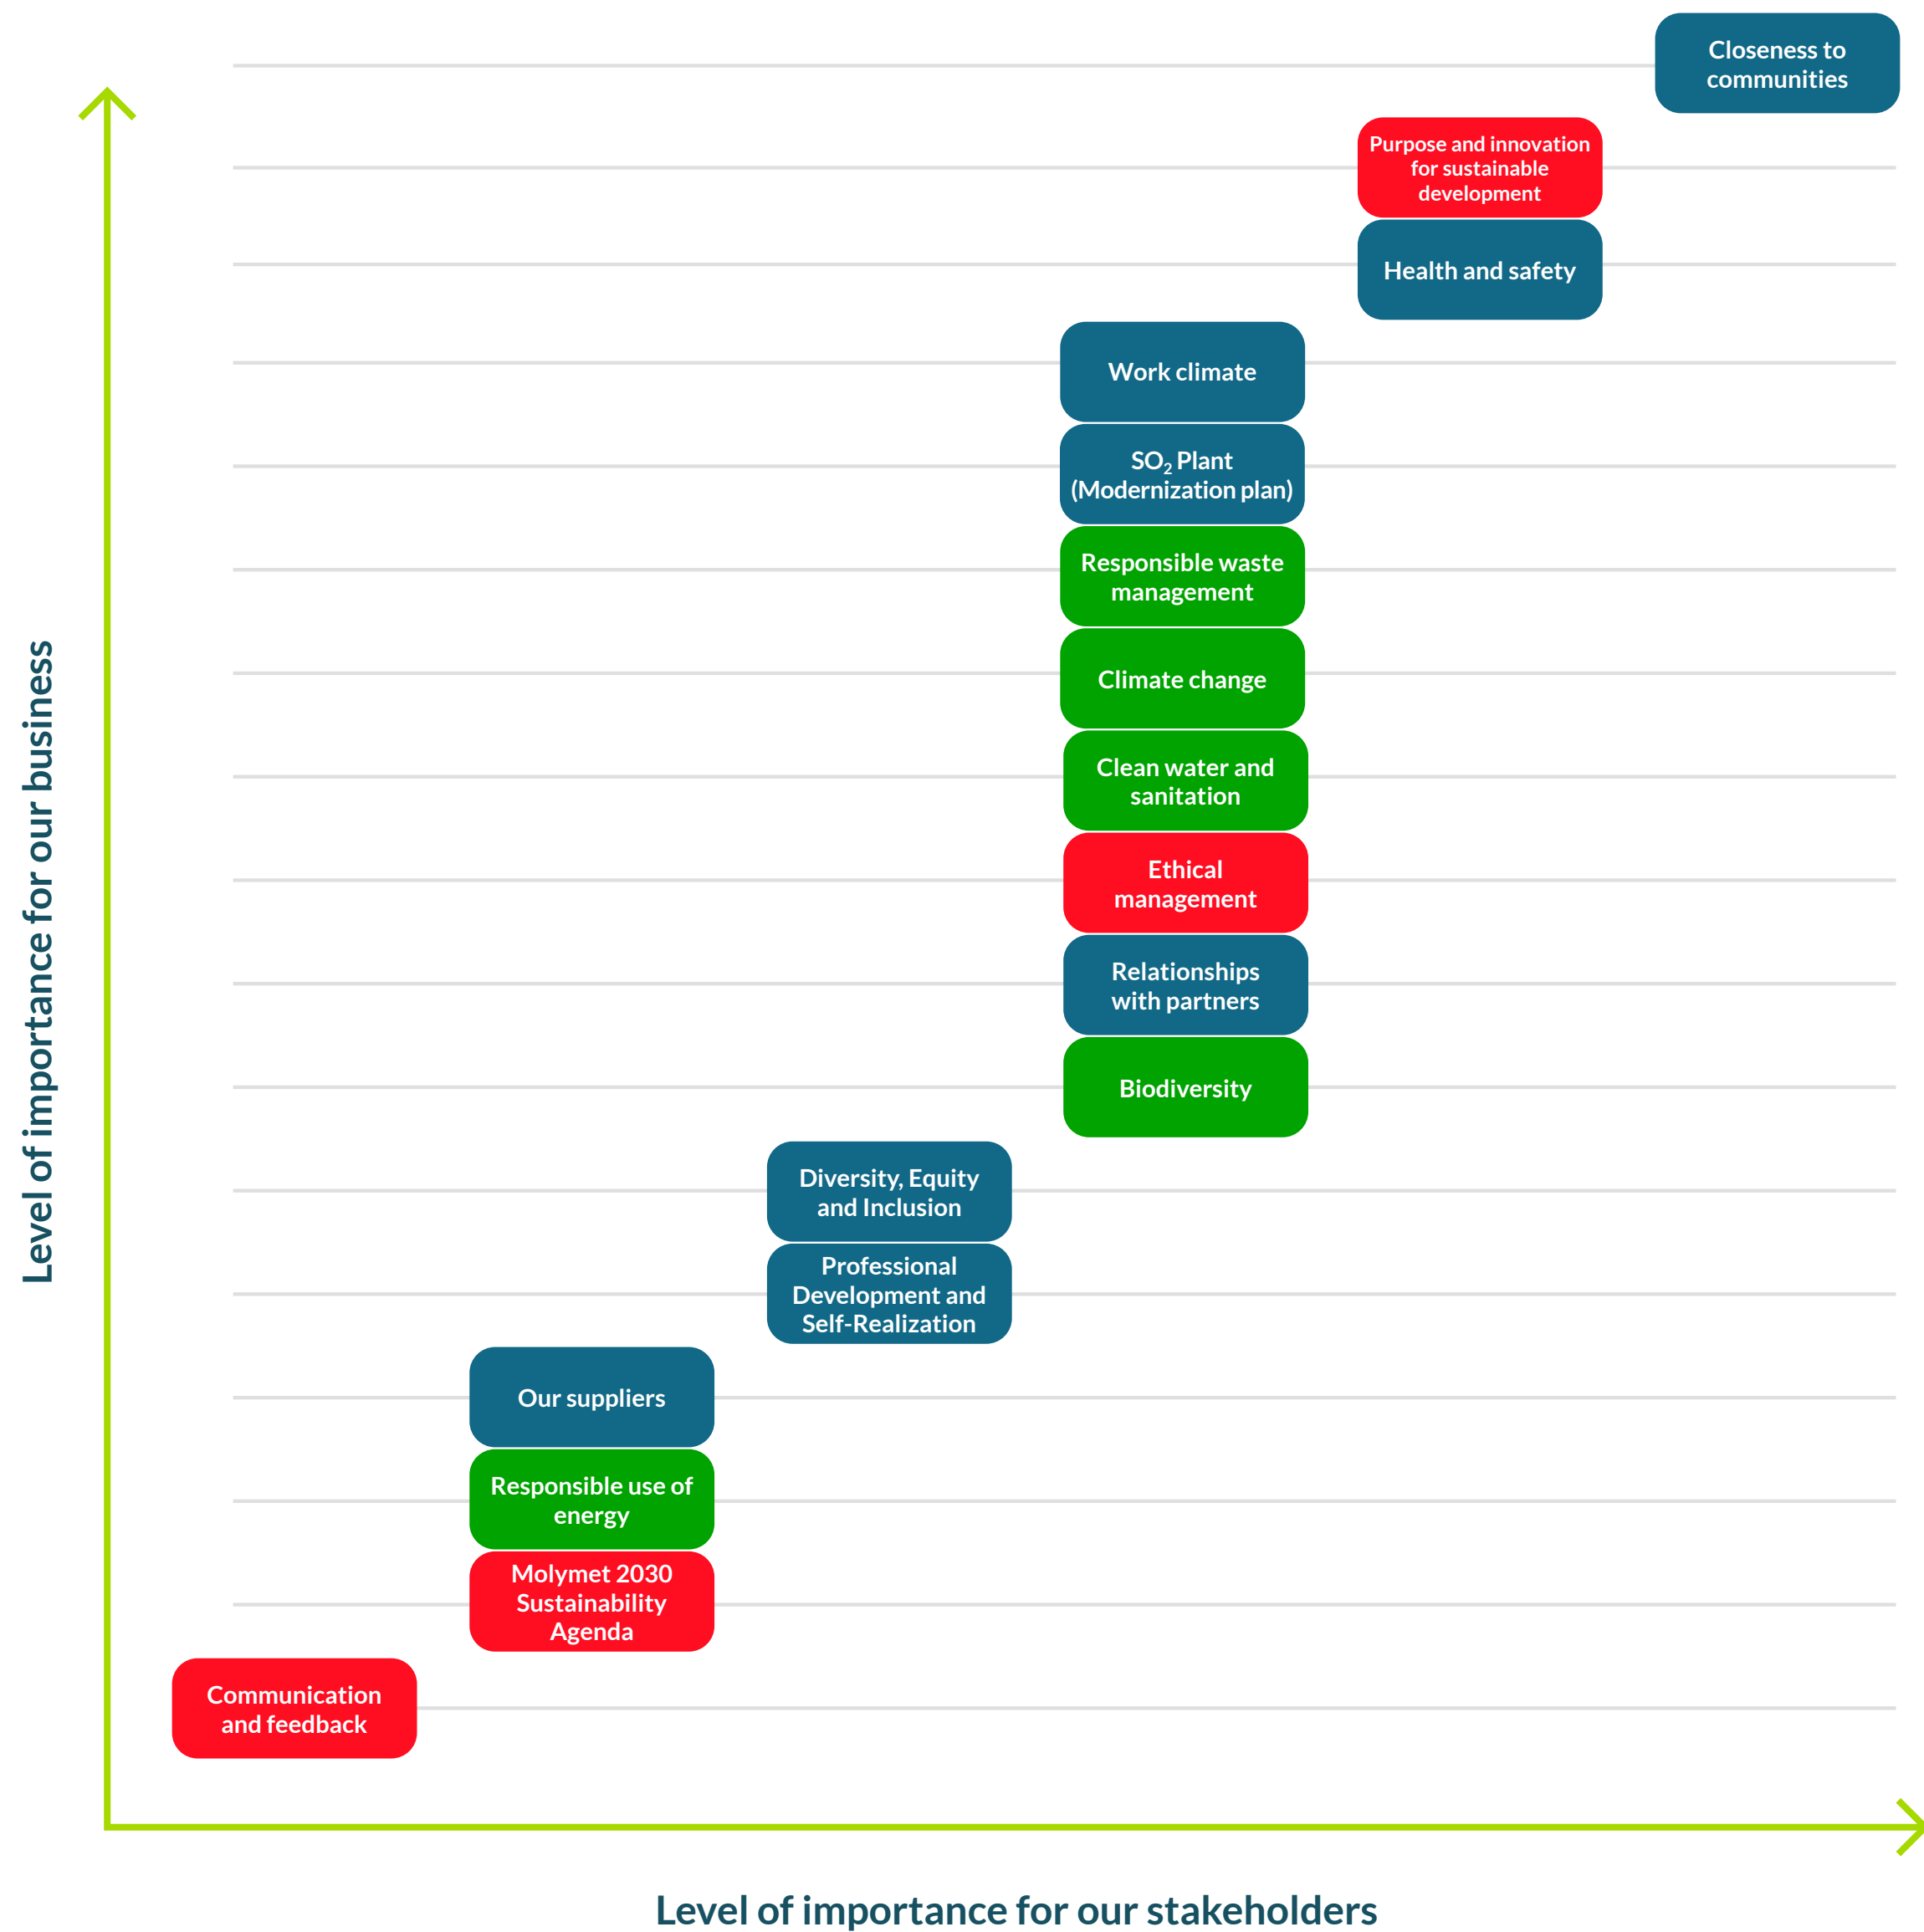 Closeness to
communities
Purpose and innovation
for sustainable
development
Health and safety
Work climate
SO₂ Plant
(Modernization plan)
Responsible waste
management
Climate change
Clean water and
sanitation
Ethical
management
Relationships
with partners
Biodiversity
Diversity, Equity
and Inclusion
Professional
Development and
Self-Realization
Our suppliers
Responsible use of
energy
Molymet 2030
Sustainability
Agenda
Communication
and feedback
Level of importance for our business
Level of importance for our stakeholders